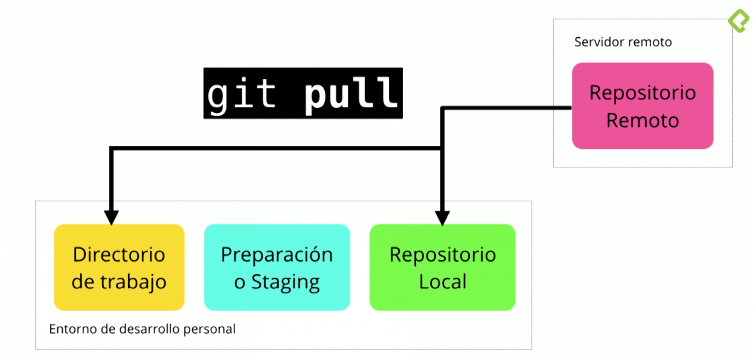 Servidor remoto
git pull
Repositorio
Remoto
Directorio
de trabajo
Preparación
o Staging
Repositorio
Local
Entorno de desarrollo personal